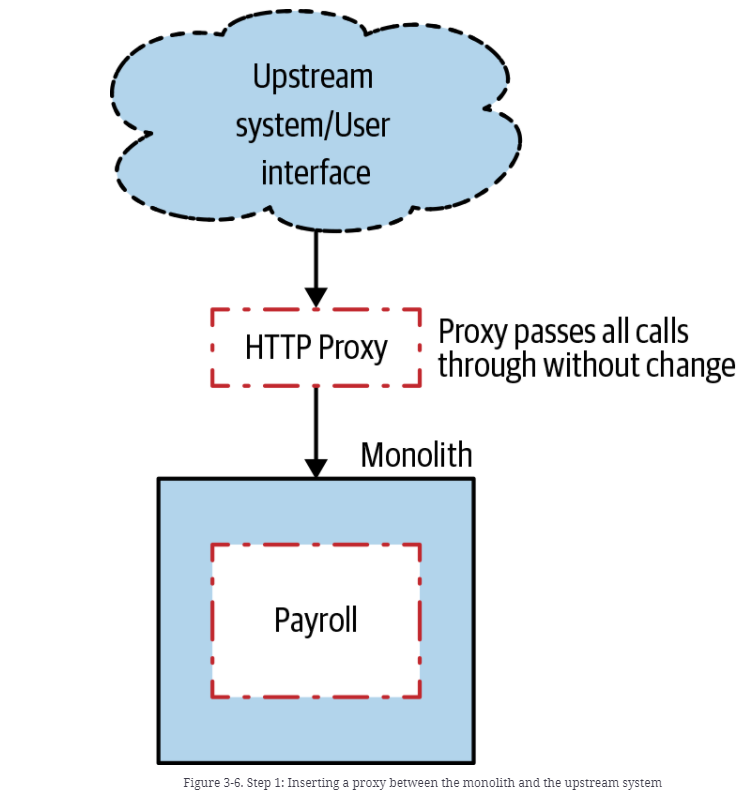 Upstream
system/User
interface
HTTP Proxy
Proxy passes all calls
through without change
Monolith
Payroll
Figure 3-6. Step 1: Inserting a proxy between the monolith and the upstream system